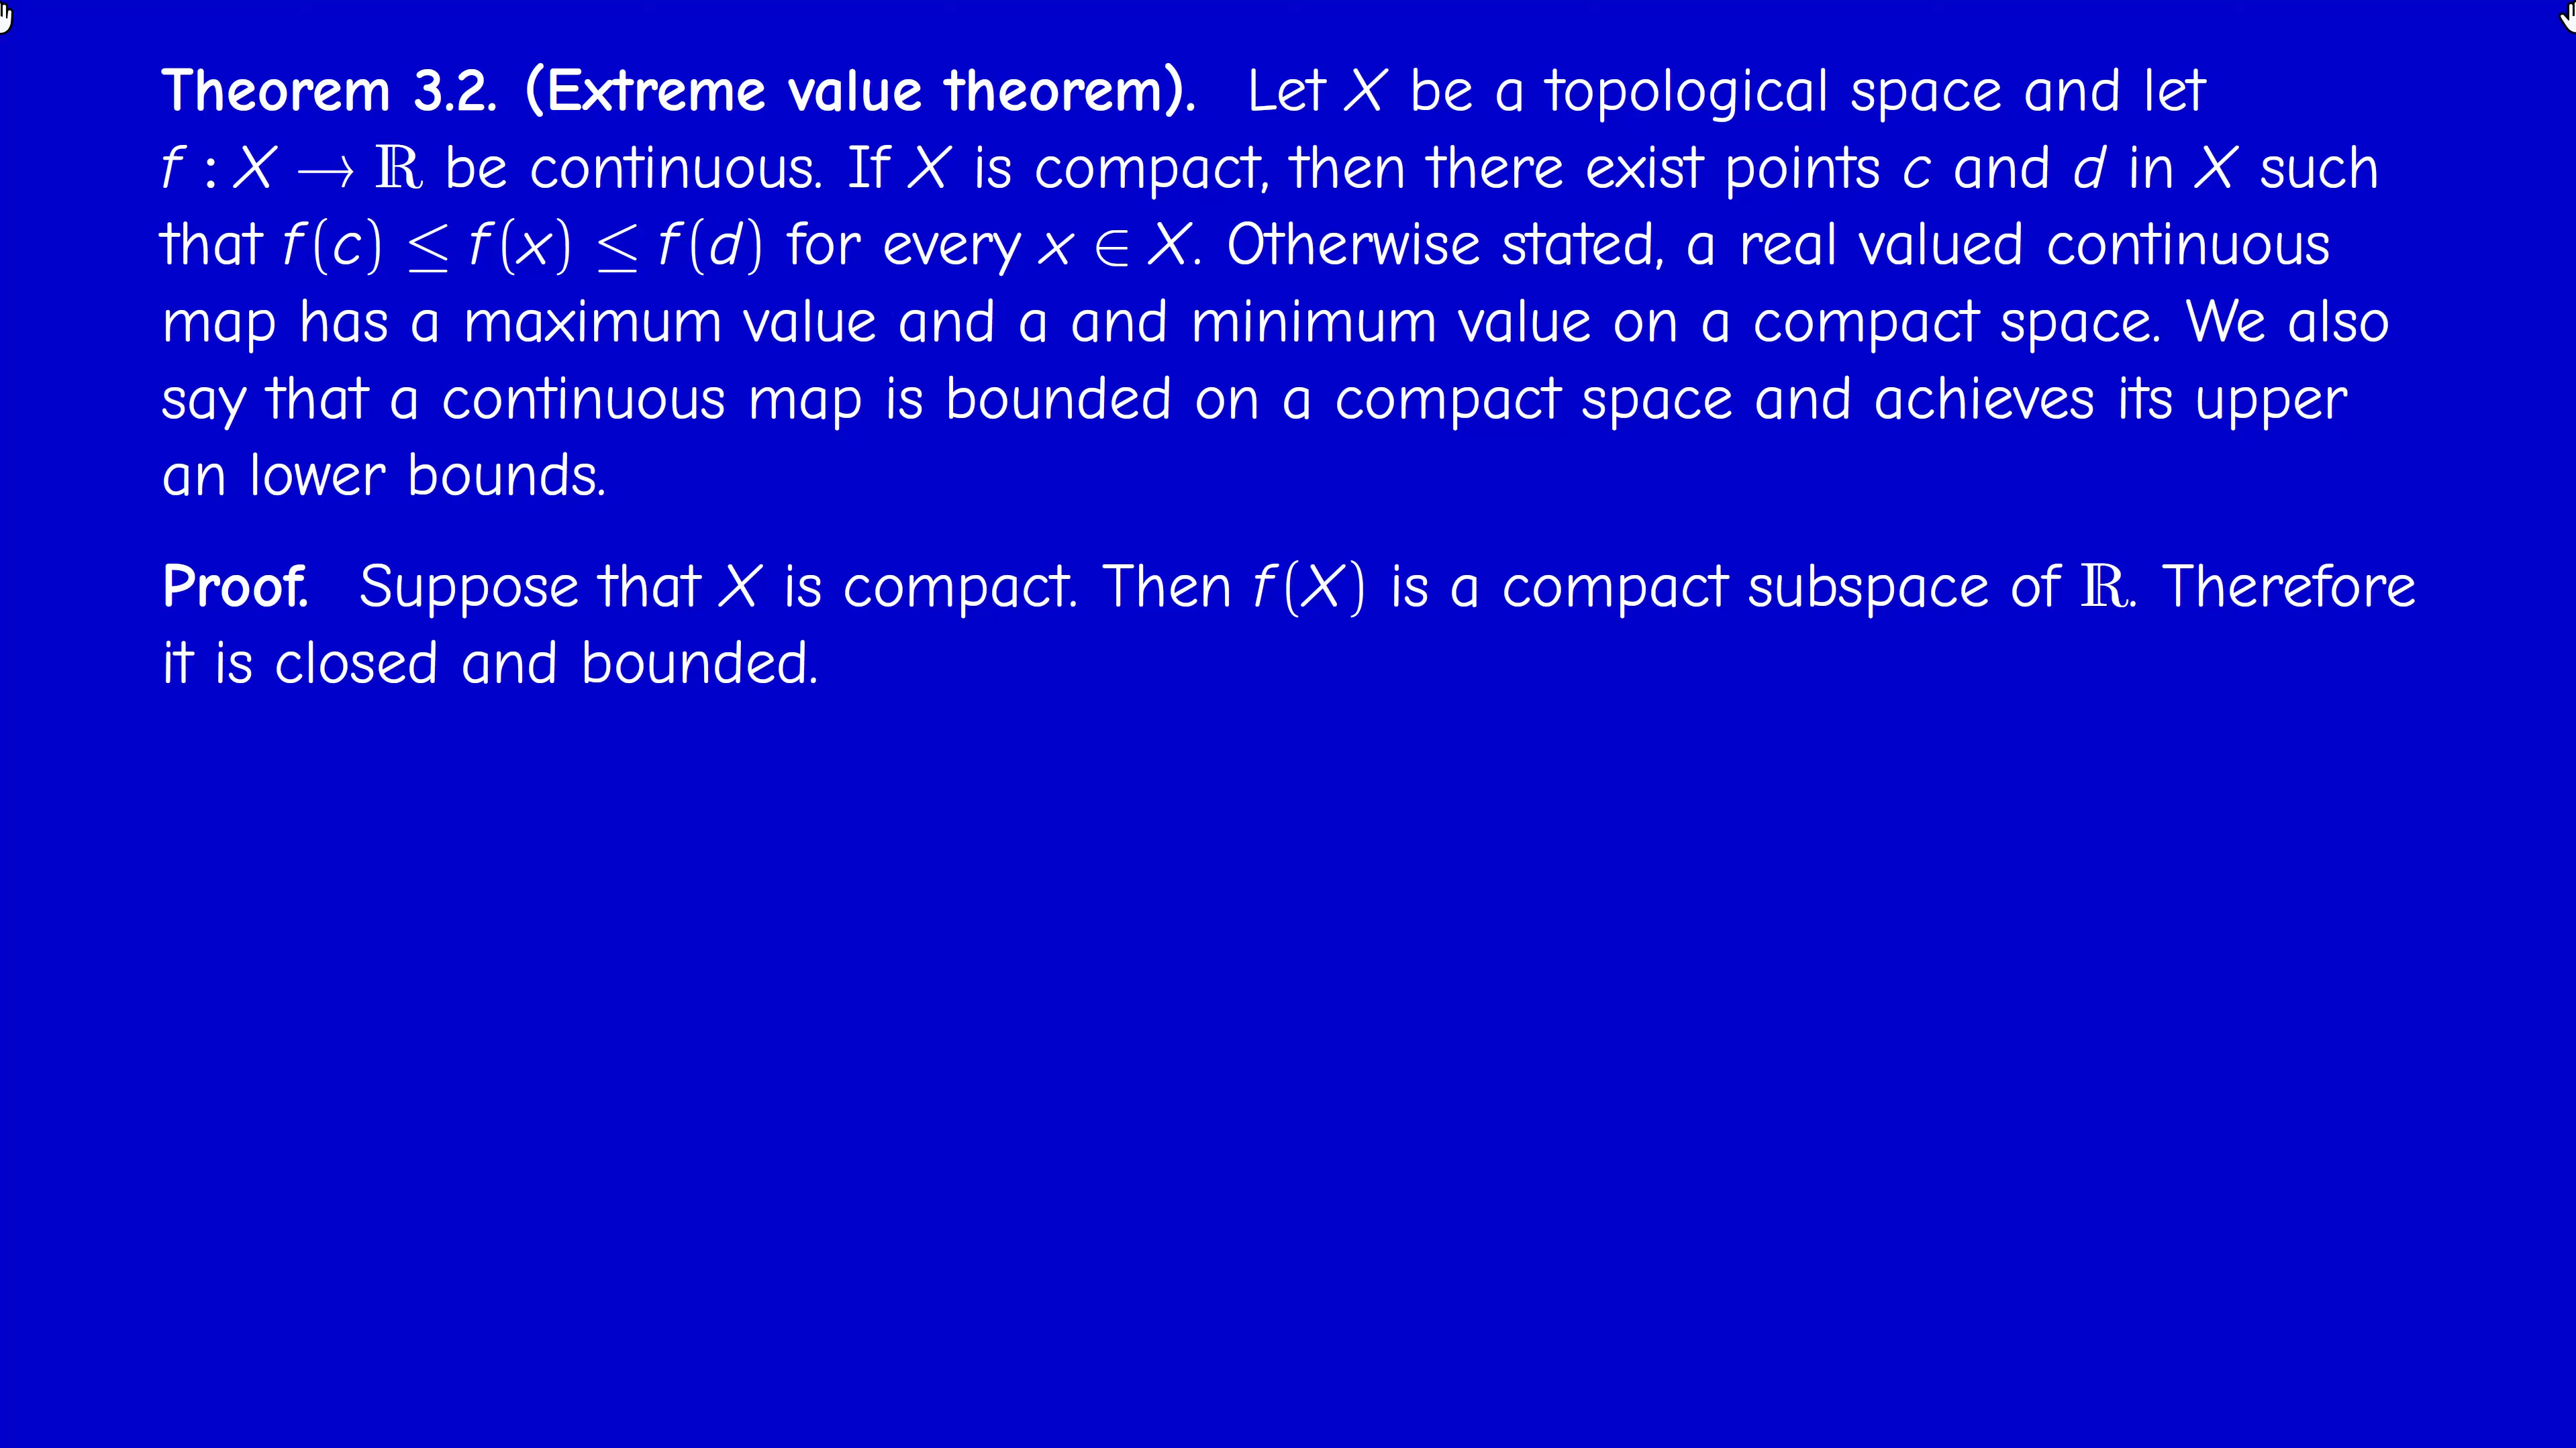 Theorem 3.2. (Extreme value theorem). Let X be a topological space and let
f : X → ℝ be continuous. If X is compact, then there exist points c and d in X such
that f(c) ≤ f(x) ≤ f(d) for every x ∈ X. Otherwise stated, a real valued continuous
map has a maximum value and a and minimum value on a compact space. We also
say that a continuous map is bounded on a compact space and achieves its upper
an lower bounds.
Proof. Suppose that X is compact. Then f(X) is a compact subspace of ℝ. Therefore
it is closed and bounded.